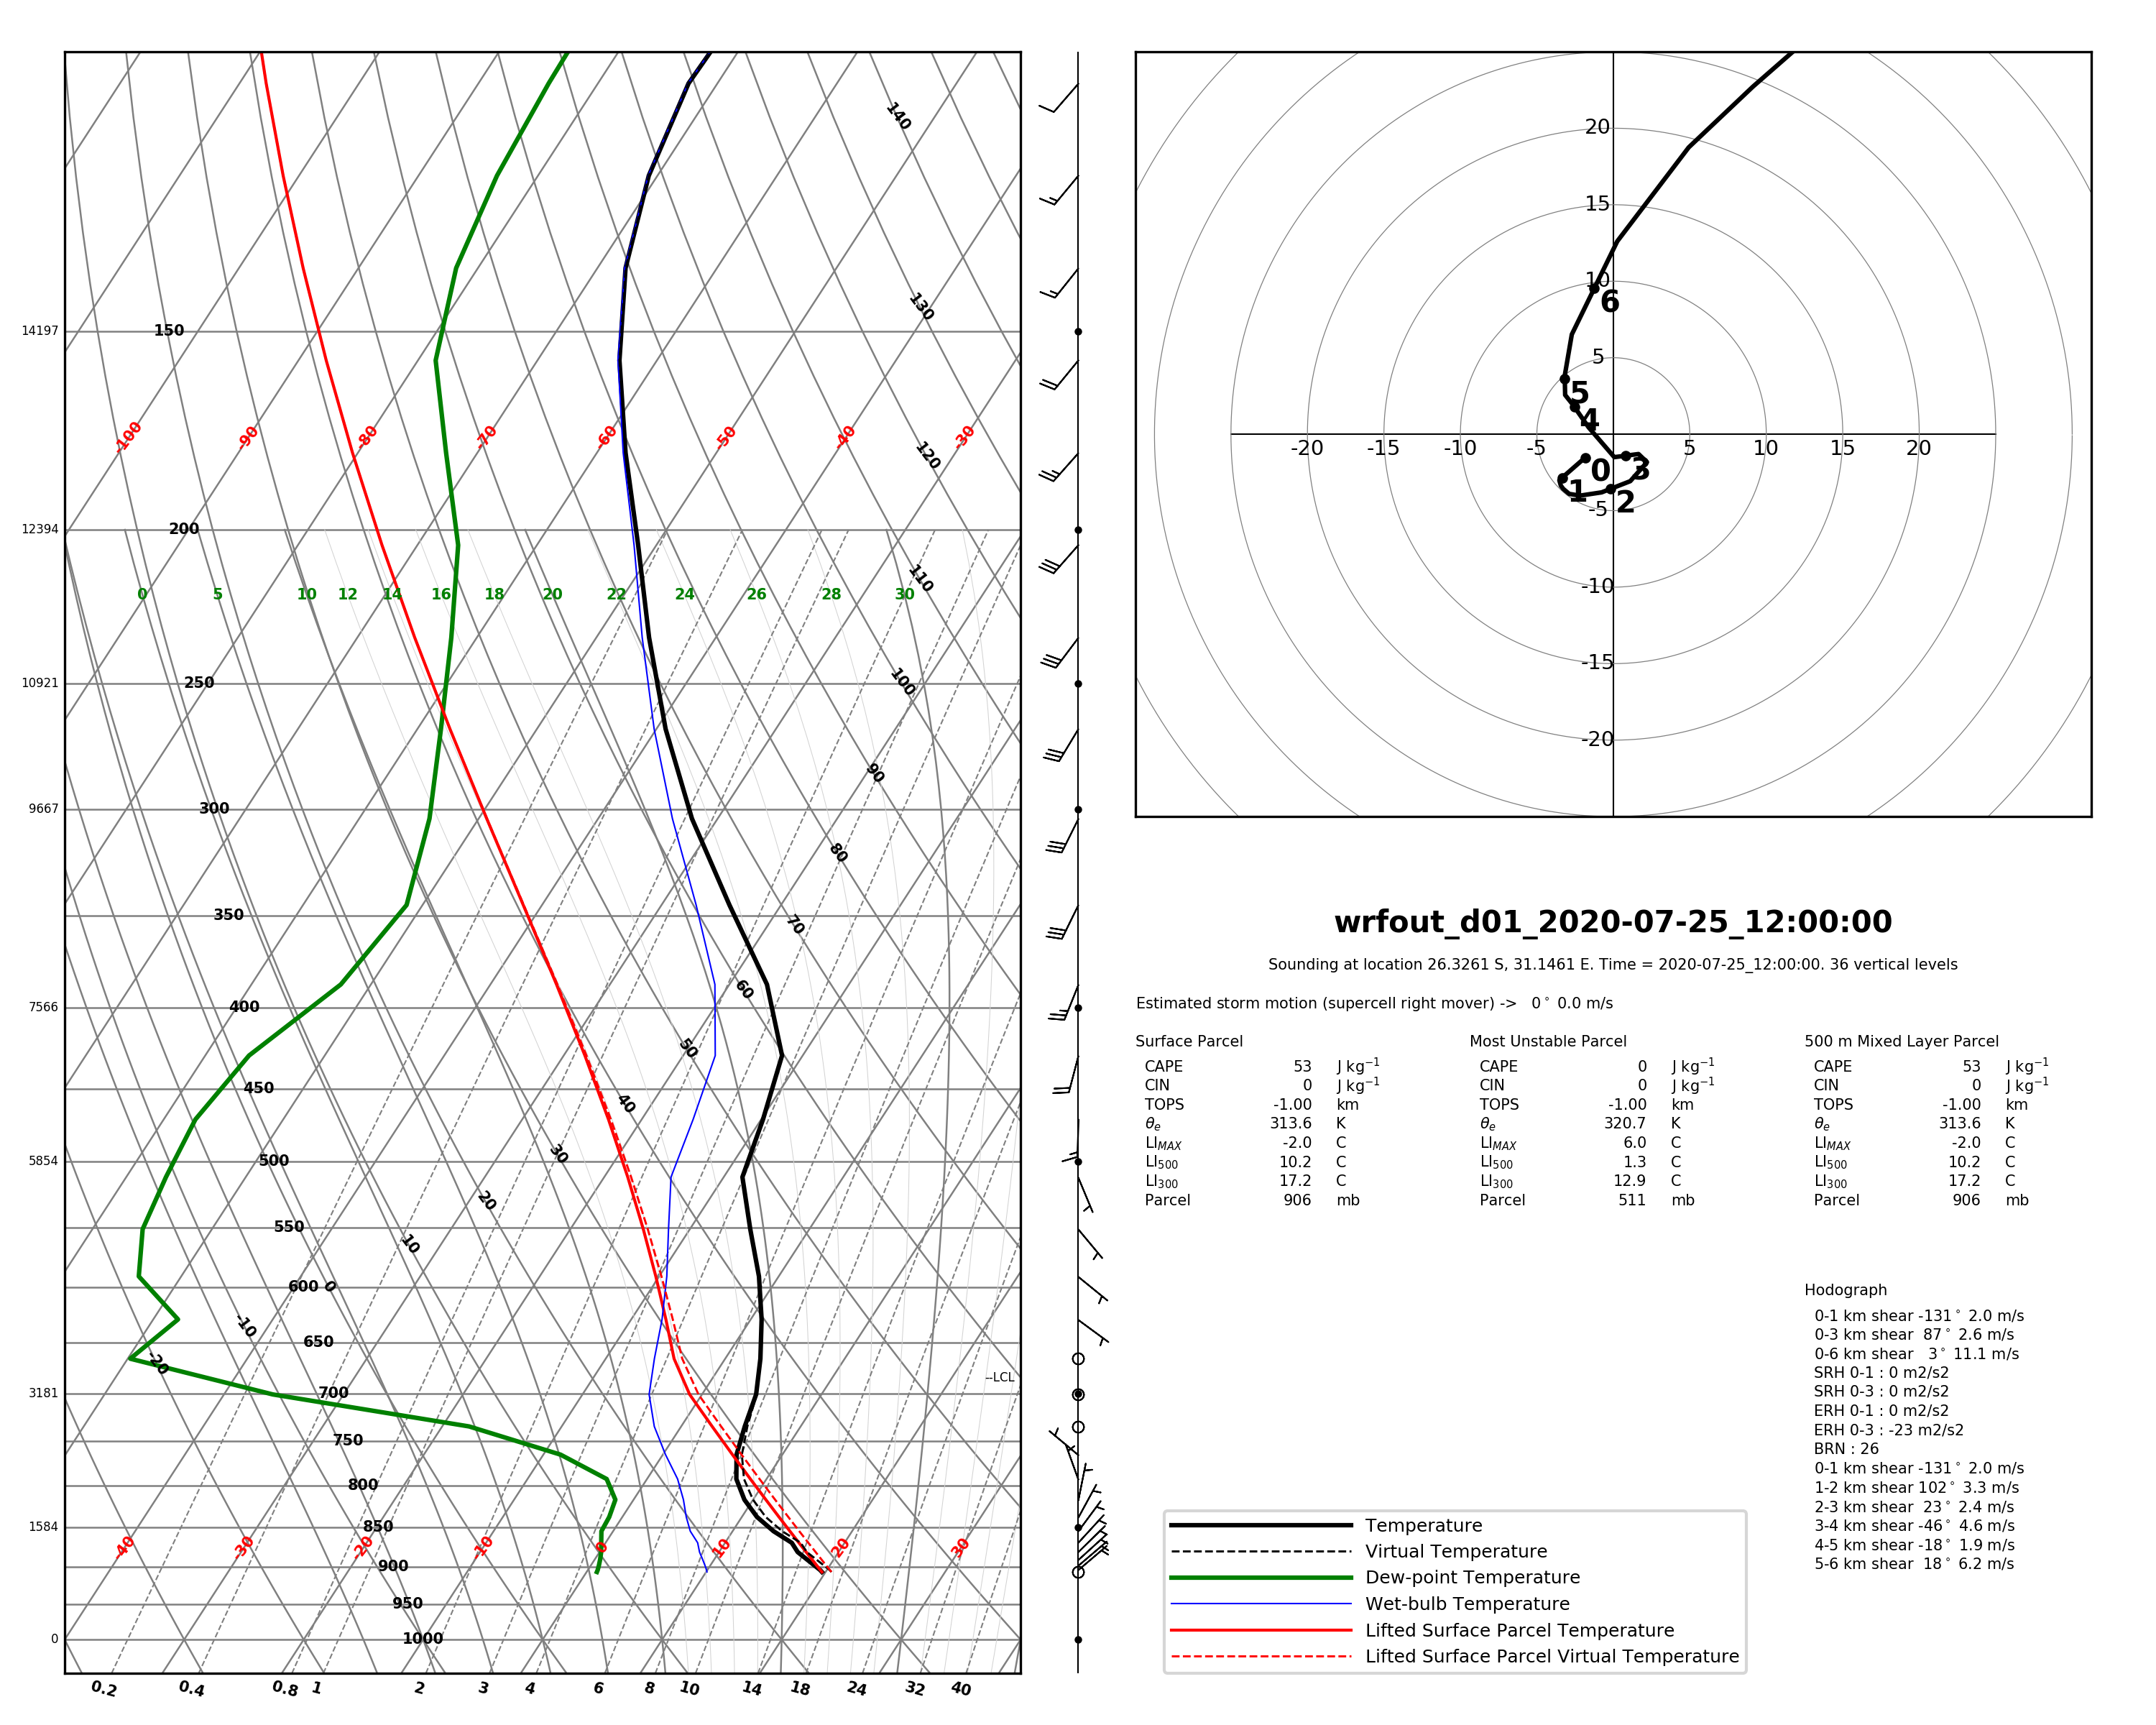 140
130
14197 150
-100 -90 -80 -70 -60 -50 -40 -30
120
12394 200
110
0 5 10 12 14 16 18 20 22 24 26 28 30
10921 250
100
90
9667 300
80
350
70
60
7566 400
50
450
40
5854 500
30
20
550
10
600 0
-10
650
-20
--LCL
3181 700
750
800
1584 850
-40 -30 -20 -10 0 10 20 30
900
950
0 1000
0.2 0.4 0.8 1 2 3 4 6 8 10 14 18 24 32 40
20
15
10
6
5
5
4
-20 -15 -10 -5 5 10 15 20
0 3
1 2
-5
-10
-15
-20
wrfout_d01_2020-07-25_12:00:00
Sounding at location 26.3261 S, 31.1461 E. Time = 2020-07-25_12:00:00. 36 vertical levels
Estimated storm motion (supercell right mover) -> 0° 0.0 m/s
Surface Parcel Most Unstable Parcel 500 m Mixed Layer Parcel
CAPE 53 J kg⁻¹ CAPE 0 J kg⁻¹ CAPE 53 J kg⁻¹
CIN 0 J kg⁻¹ CIN 0 J kg⁻¹ CIN 0 J kg⁻¹
TOPS -1.00 km TOPS -1.00 km TOPS -1.00 km
θe 313.6 K θe 320.7 K θe 313.6 K
LIMAX -2.0 C LIMAX 6.0 C LIMAX -2.0 C
LI500 10.2 C LI500 1.3 C LI500 10.2 C
LI300 17.2 C LI300 12.9 C LI300 17.2 C
Parcel 906 mb Parcel 511 mb Parcel 906 mb
Hodograph
0-1 km shear -131° 2.0 m/s
0-3 km shear 87° 2.6 m/s
0-6 km shear 3° 11.1 m/s
SRH 0-1 : 0 m2/s2
SRH 0-3 : 0 m2/s2
ERH 0-1 : 0 m2/s2
ERH 0-3 : -23 m2/s2
BRN : 26
0-1 km shear -131° 2.0 m/s
1-2 km shear 102° 3.3 m/s
2-3 km shear 23° 2.4 m/s
3-4 km shear -46° 4.6 m/s
4-5 km shear -18° 1.9 m/s
5-6 km shear 18° 6.2 m/s
Temperature
Virtual Temperature
Dew-point Temperature
Wet-bulb Temperature
Lifted Surface Parcel Temperature
Lifted Surface Parcel Virtual Temperature